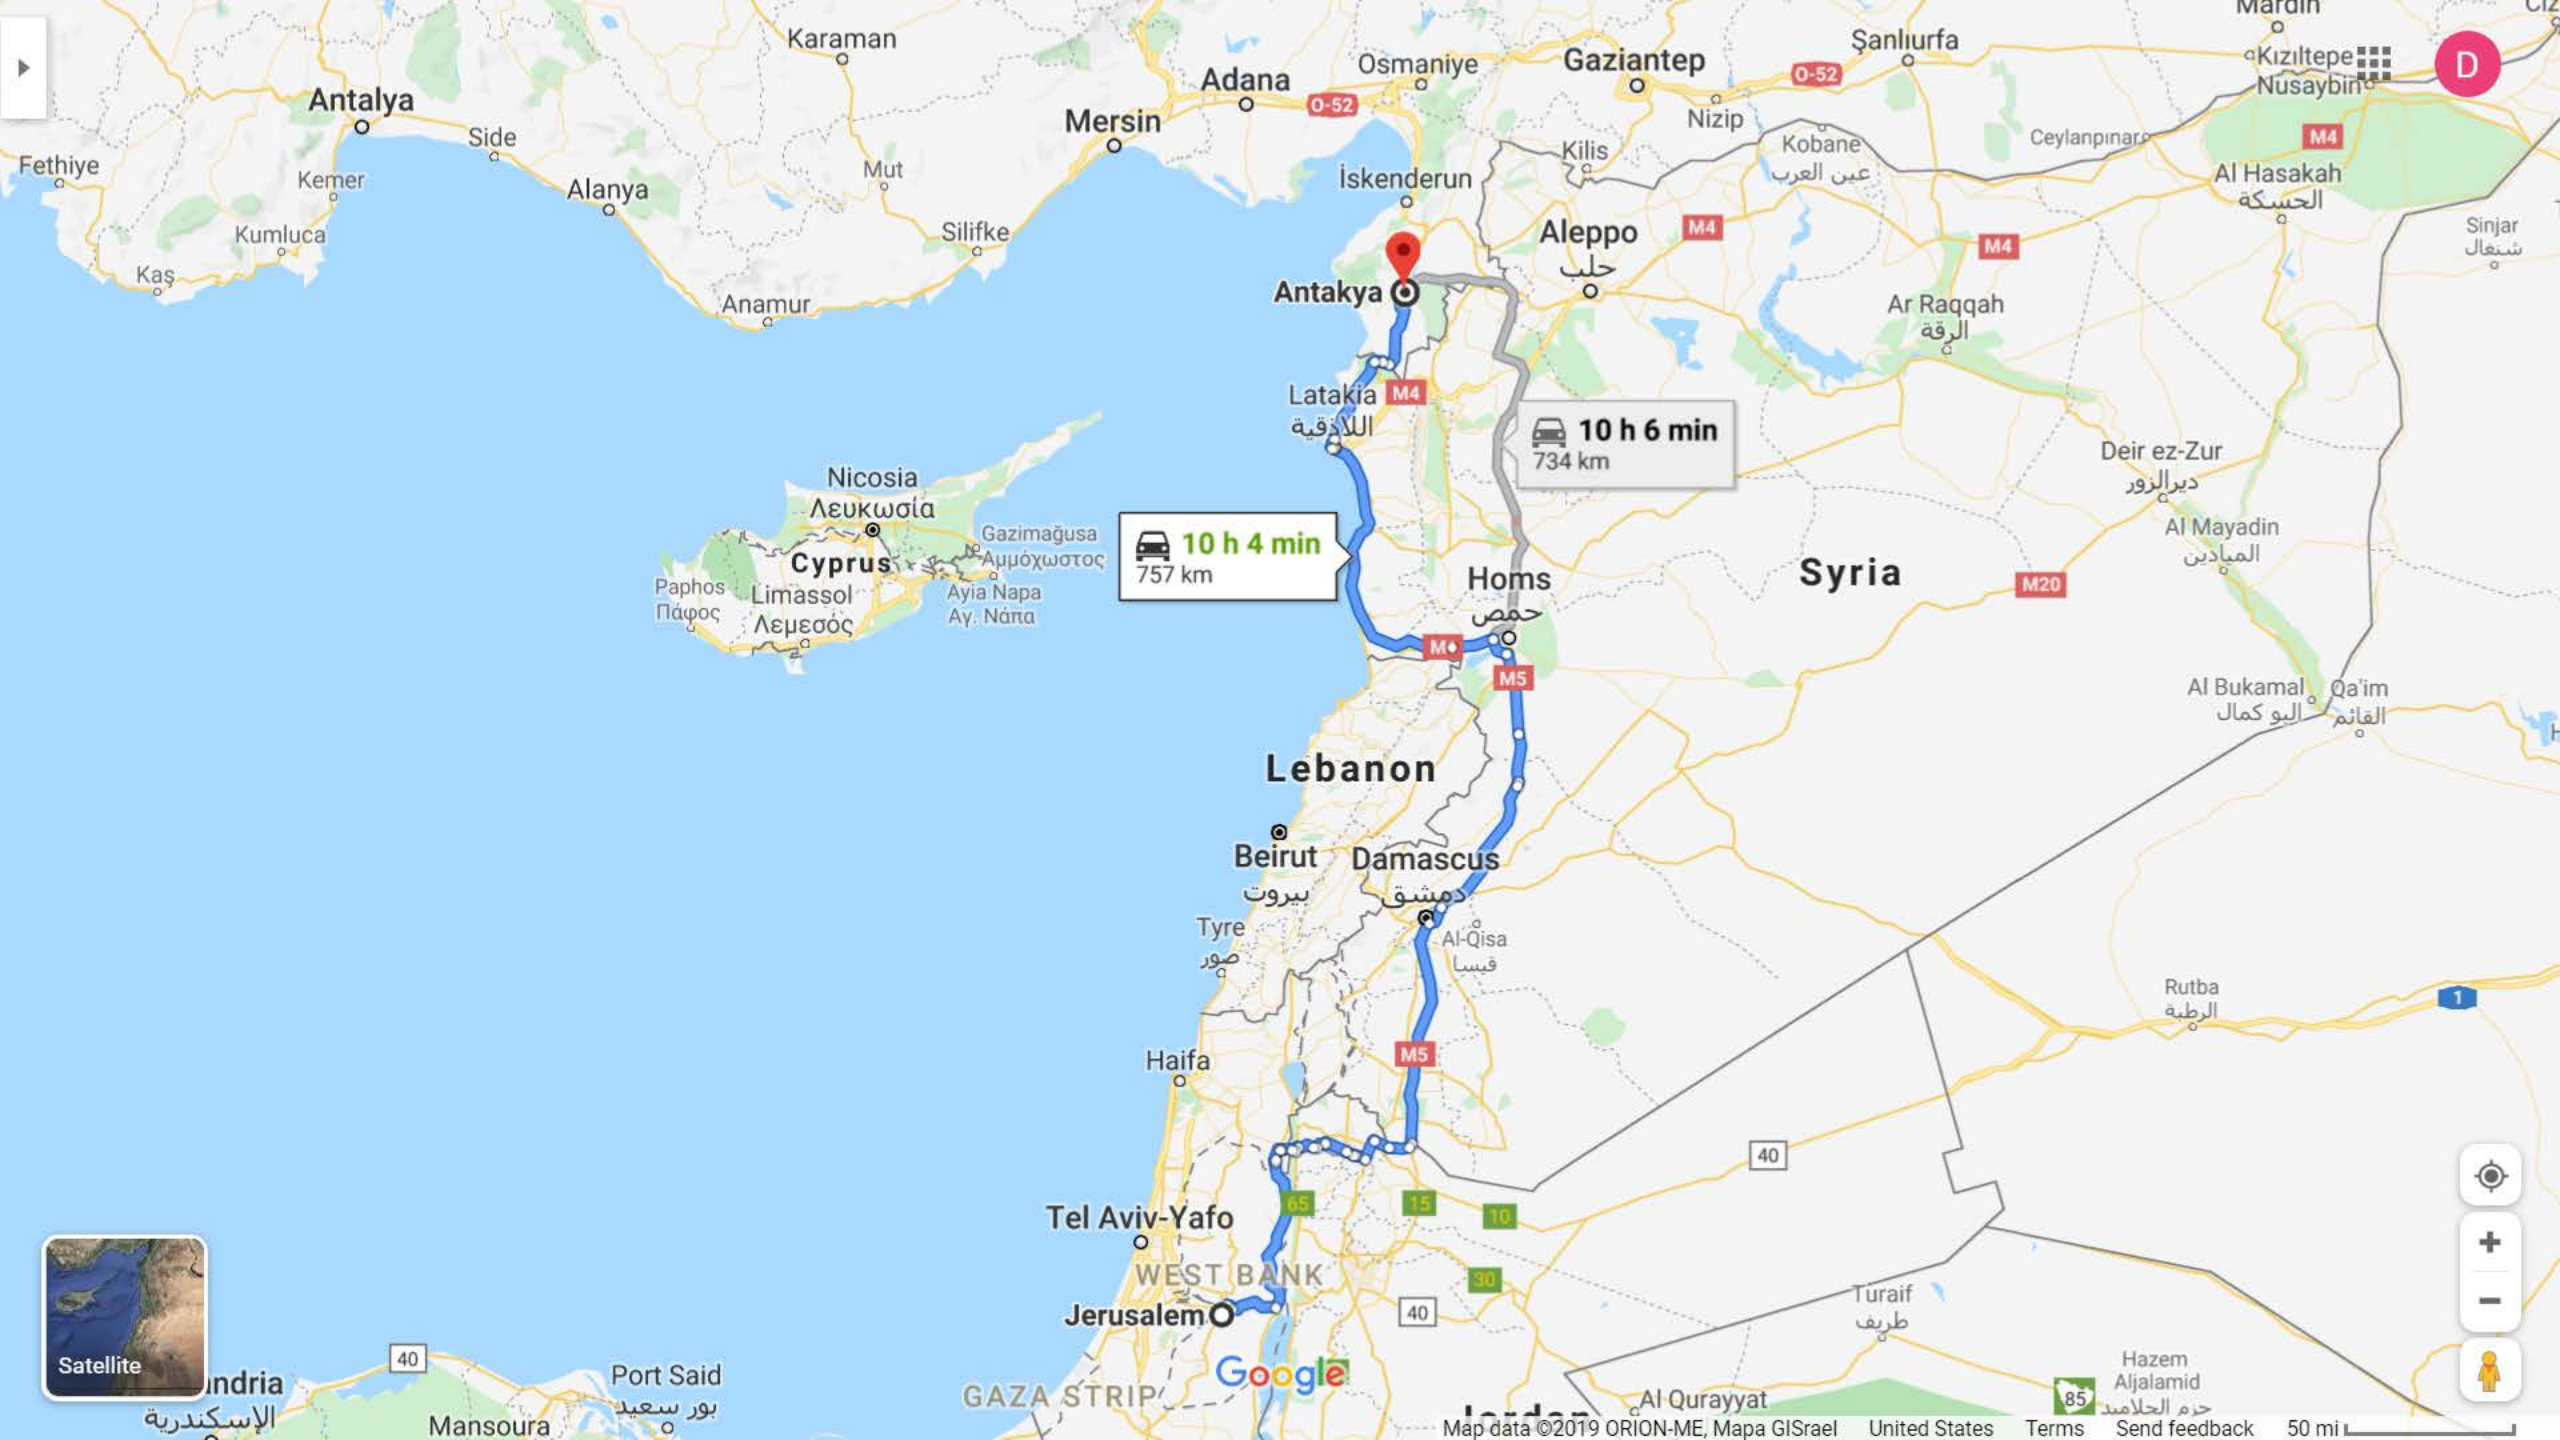 Mardin
Karaman
Şanlıurfa
Osmaniye
Gaziantep
Kızıltepe
D
Adana
O-52
O-52
Nusaybin
Antalya
Mersin
Nizip
Side
M4
Kobane
عين العرب
Ceylanpınar
Kilis
Fethiye
Kemer
Mut
İskenderun
Al Hasakah
الحسكة
Alanya
Sinjar
شنغال
Kumluca
Silifke
Aleppo
حلب
M4
M4
Kaş
Anamur
Antakya
Ar Raqqah
الرقة
Latakia
اللاذقية
M4
10 h 6 min
734 km
Deir ez-Zur
ديرالزور
Nicosia
Λευκωσία
Gazimağusa
Αμμόχωστος
Al Mayadin
الميادين
10 h 4 min
757 km
Cyprus
Homs
حمص
Syria
M20
Paphos
Πάφος
Limassol
Λεμεσός
Ayia Napa
Αγ. Νάπα
M5
Al Bukamal
البو كمال
Qa'im
القائم
Lebanon
Beirut
بيروت
Damascus
دمشق
Tyre
صور
Al-Qisa
قيسا
Rutba
الرطبة
1
Haifa
M5
40
65
15
10
Tel Aviv-Yafo
WEST BANK
30
Jerusalem
40
Turaif
طريف
Satellite
40
Port Said
بور سعيد
Google
Hazem
Aljalamid
حزم الجلاميد
85
ndria
الإسكندرية
Mansoura
GAZA STRIP
Al Qurayyat
Jordan
Map data ©2019 ORION-ME, Mapa GISrael United States Terms Send feedback 50 mi